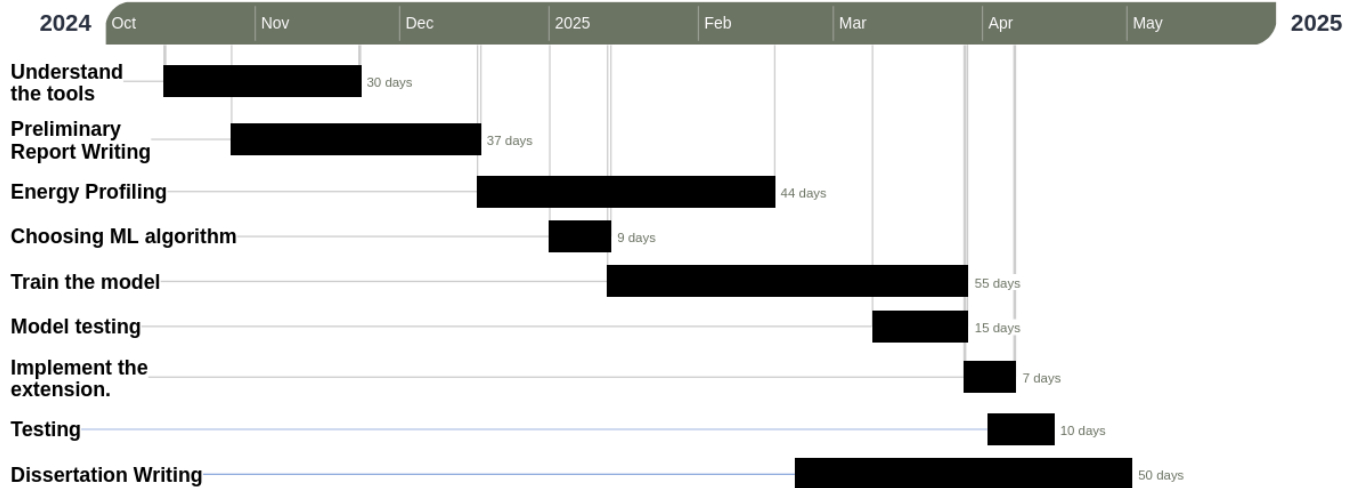 2024 Oct Nov Dec 2025 Feb Mar Apr May 2025
Understand
the tools
30 days
Preliminary
Report Writing
37 days
Energy Profiling 44 days
Choosing ML algorithm 9 days
Train the model 55 days
Model testing 15 days
Implement the
extension.
7 days
Testing 10 days
Dissertation Writing 50 days